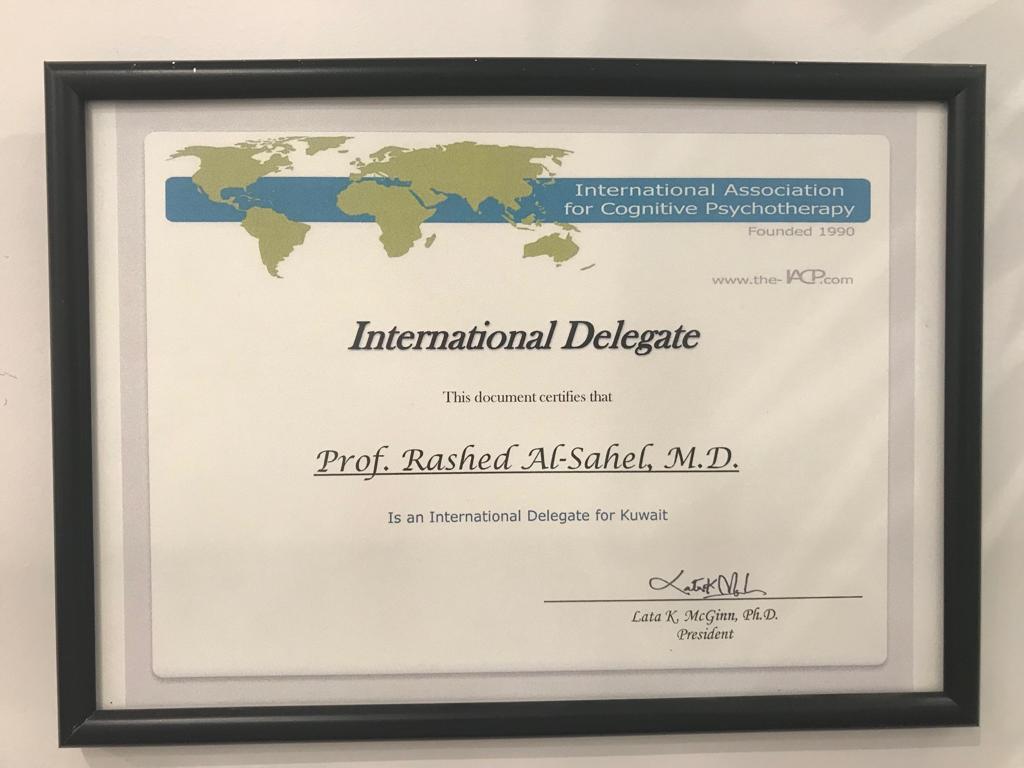 International Association
for Cognitive Psychotherapy
Founded 1990
www.the-IACP.com
International Delegate
This document certifies that
Prof. Rashed Al-Sahel, M.D.
Is an International Delegate for Kuwait
Lata K. McGinn, Ph.D.
President